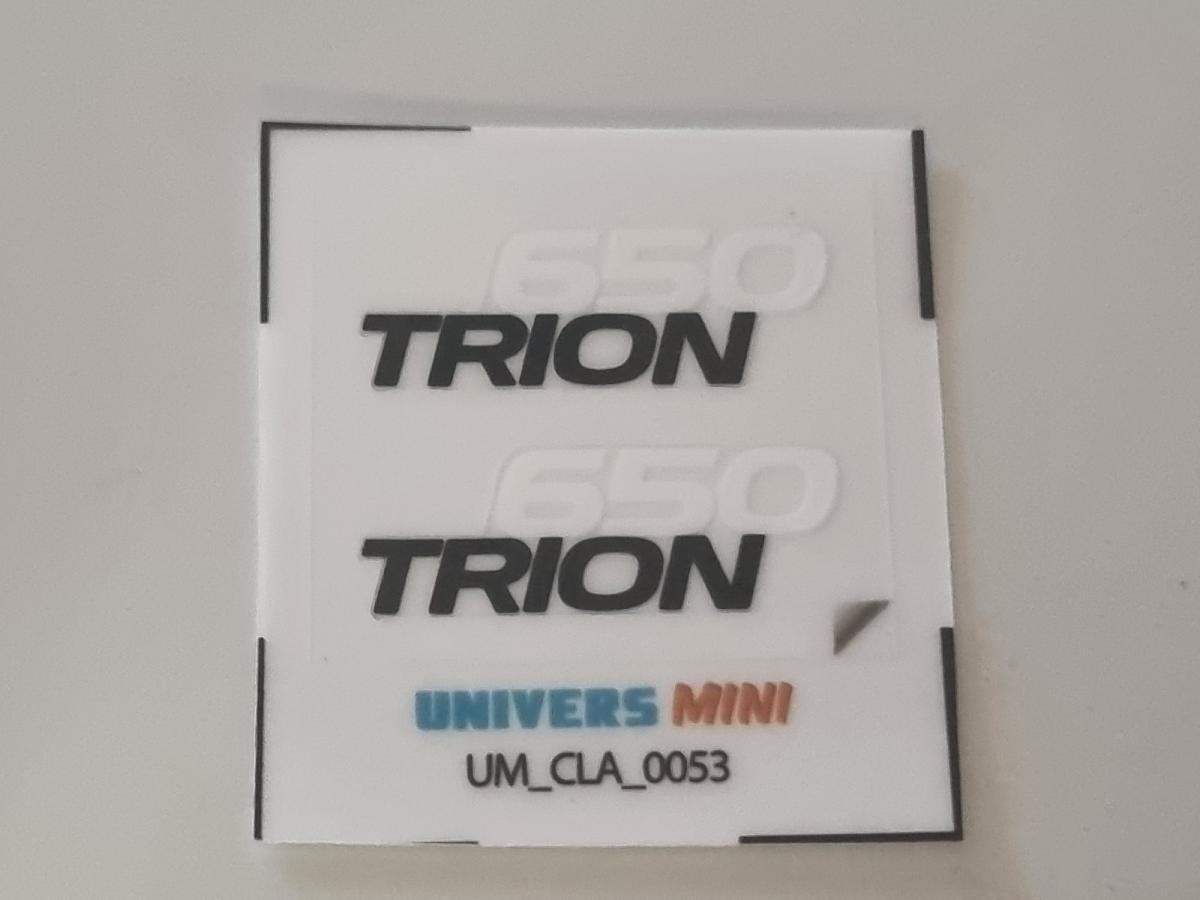 650
TRION
650
TRION
UNIVERS MINI
UM_CLA_0053